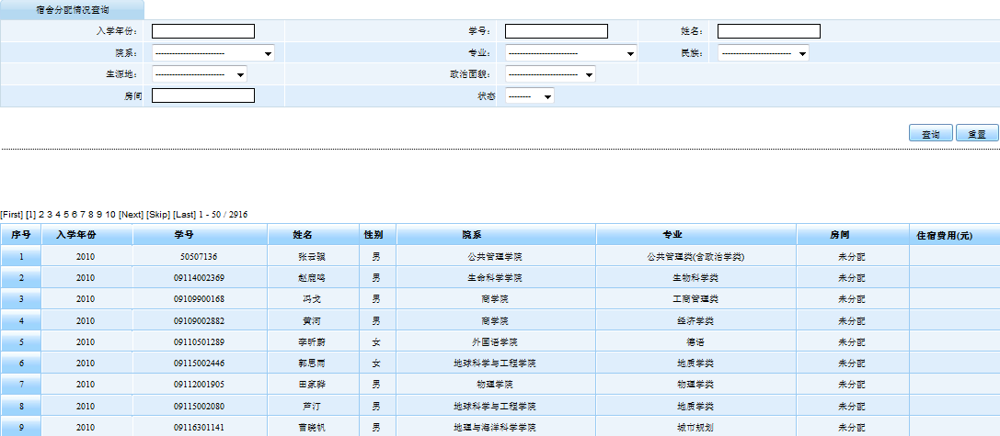 宿舍分配情况查询
入学年份: 学号: 姓名:
院系: ------------------------- 专业: ------------------------- 民族: -------------------------
生源地: ------------------------- 政治面貌: -------------------------
房间 状态 --------
查询 重置
[First] [1] 2 3 4 5 6 7 8 9 10 [Next] [Skip] [Last] 1 - 50 / 2916
序号 入学年份 学号 姓名 性别 院系 专业 房间 住宿费用(元)
1 2010 50507136 张云骥 男 公共管理学院 公共管理类(含政治学类) 未分配
2 2010 09114002369 赵鹿鸣 男 生命科学学院 生物科学类 未分配
3 2010 09109900168 冯戈 男 商学院 工商管理类 未分配
4 2010 09109002882 黄河 男 商学院 经济学类 未分配
5 2010 09110501289 李昕蔚 女 外国语学院 德语 未分配
6 2010 09115002446 郭思雨 女 地球科学与工程学院 地质学类 未分配
7 2010 09112001905 田家骅 男 物理学院 物理学类 未分配
8 2010 09115002080 芦汀 男 地球科学与工程学院 地质学类 未分配
9 2010 09116301141 曹晓帆 男 地理与海洋科学学院 城市规划 未分配